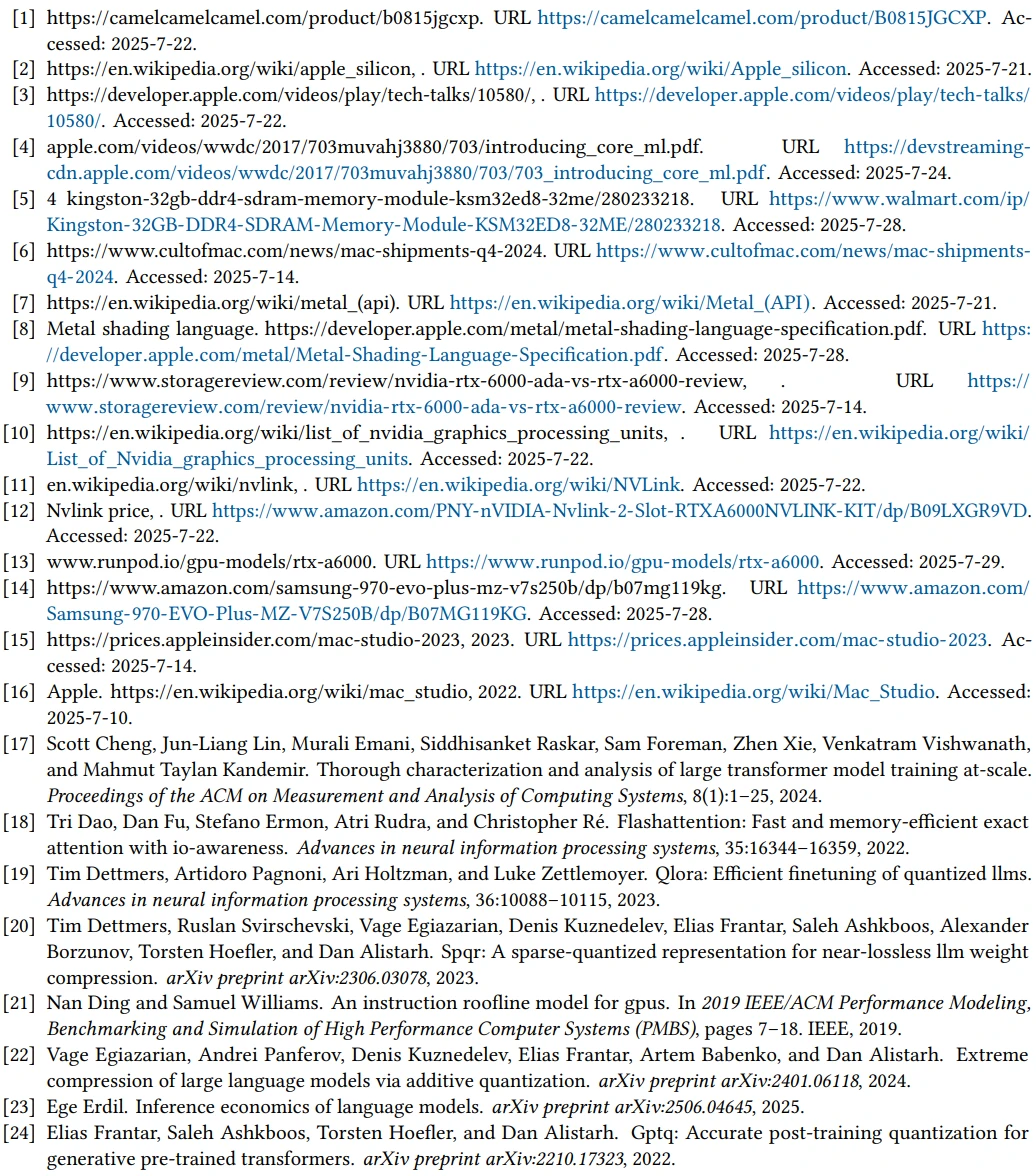 [1] https://camelcamelcamel.com/product/b0815jgcxp. URL https://camelcamelcamel.com/product/B0815JGCXP. Ac-
cessed: 2025-7-22.
[2] https://en.wikipedia.org/wiki/apple_silicon, . URL https://en.wikipedia.org/wiki/Apple_silicon. Accessed: 2025-7-21.
[3] https://developer.apple.com/videos/play/tech-talks/10580/, . URL https://developer.apple.com/videos/play/tech-talks/
10580/. Accessed: 2025-7-22.
[4] apple.com/videos/wwdc/2017/703muvahj3880/703/introducing_core_ml.pdf. URL https://devstreaming-
cdn.apple.com/videos/wwdc/2017/703muvahj3880/703/703_introducing_core_ml.pdf. Accessed: 2025-7-24.
[5] 4 kingston-32gb-ddr4-sdram-memory-module-ksm32ed8-32me/280233218. URL https://www.walmart.com/ip/
Kingston-32GB-DDR4-SDRAM-Memory-Module-KSM32ED8-32ME/280233218. Accessed: 2025-7-28.
[6] https://www.cultofmac.com/news/mac-shipments-q4-2024. URL https://www.cultofmac.com/news/mac-shipments-
q4-2024. Accessed: 2025-7-14.
[7] https://en.wikipedia.org/wiki/metal_(api). URL https://en.wikipedia.org/wiki/Metal_(API). Accessed: 2025-7-21.
[8] Metal shading language. https://developer.apple.com/metal/metal-shading-language-specification.pdf. URL https:
//developer.apple.com/metal/Metal-Shading-Language-Specification.pdf. Accessed: 2025-7-28.
[9] https://www.storagereview.com/review/nvidia-rtx-6000-ada-vs-rtx-a6000-review, . URL https://
www.storagereview.com/review/nvidia-rtx-6000-ada-vs-rtx-a6000-review. Accessed: 2025-7-14.
[10] https://en.wikipedia.org/wiki/list_of_nvidia_graphics_processing_units, . URL https://en.wikipedia.org/wiki/
List_of_Nvidia_graphics_processing_units. Accessed: 2025-7-22.
[11] en.wikipedia.org/wiki/nvlink, . URL https://en.wikipedia.org/wiki/NVLink. Accessed: 2025-7-22.
[12] Nvlink price, . URL https://www.amazon.com/PNY-nVIDIA-Nvlink-2-Slot-RTXA6000NVLINK-KIT/dp/B09LXGR9VD.
Accessed: 2025-7-22.
[13] www.runpod.io/gpu-models/rtx-a6000. URL https://www.runpod.io/gpu-models/rtx-a6000. Accessed: 2025-7-29.
[14] https://www.amazon.com/samsung-970-evo-plus-mz-v7s250b/dp/b07mg119kg. URL https://www.amazon.com/
Samsung-970-EVO-Plus-MZ-V7S250B/dp/B07MG119KG. Accessed: 2025-7-28.
[15] https://prices.appleinsider.com/mac-studio-2023, 2023. URL https://prices.appleinsider.com/mac-studio-2023. Ac-
cessed: 2025-7-14.
[16] Apple. https://en.wikipedia.org/wiki/mac_studio, 2022. URL https://en.wikipedia.org/wiki/Mac_Studio. Accessed:
2025-7-10.
[17] Scott Cheng, Jun-Liang Lin, Murali Emani, Siddhisanket Raskar, Sam Foreman, Zhen Xie, Venkatram Vishwanath,
and Mahmut Taylan Kandemir. Thorough characterization and analysis of large transformer model training at-scale.
Proceedings of the ACM on Measurement and Analysis of Computing Systems, 8(1):1–25, 2024.
[18] Tri Dao, Dan Fu, Stefano Ermon, Atri Rudra, and Christopher Ré. Flashattention: Fast and memory-efficient exact
attention with io-awareness. Advances in neural information processing systems, 35:16344–16359, 2022.
[19] Tim Dettmers, Artidoro Pagnoni, Ari Holtzman, and Luke Zettlemoyer. Qlora: Efficient finetuning of quantized llms.
Advances in neural information processing systems, 36:10088–10115, 2023.
[20] Tim Dettmers, Ruslan Svirschevski, Vage Egiazarian, Denis Kuznedelev, Elias Frantar, Saleh Ashkboos, Alexander
Borzunov, Torsten Hoefler, and Dan Alistarh. Spqr: A sparse-quantized representation for near-lossless llm weight
compression. arXiv preprint arXiv:2306.03078, 2023.
[21] Nan Ding and Samuel Williams. An instruction roofline model for gpus. In 2019 IEEE/ACM Performance Modeling,
Benchmarking and Simulation of High Performance Computer Systems (PMBS), pages 7–18. IEEE, 2019.
[22] Vage Egiazarian, Andrei Panferov, Denis Kuznedelev, Elias Frantar, Artem Babenko, and Dan Alistarh. Extreme
compression of large language models via additive quantization. arXiv preprint arXiv:2401.06118, 2024.
[23] Ege Erdil. Inference economics of language models. arXiv preprint arXiv:2506.04645, 2025.
[24] Elias Frantar, Saleh Ashkboos, Torsten Hoefler, and Dan Alistarh. Gptq: Accurate post-training quantization for
generative pre-trained transformers. arXiv preprint arXiv:2210.17323, 2022.